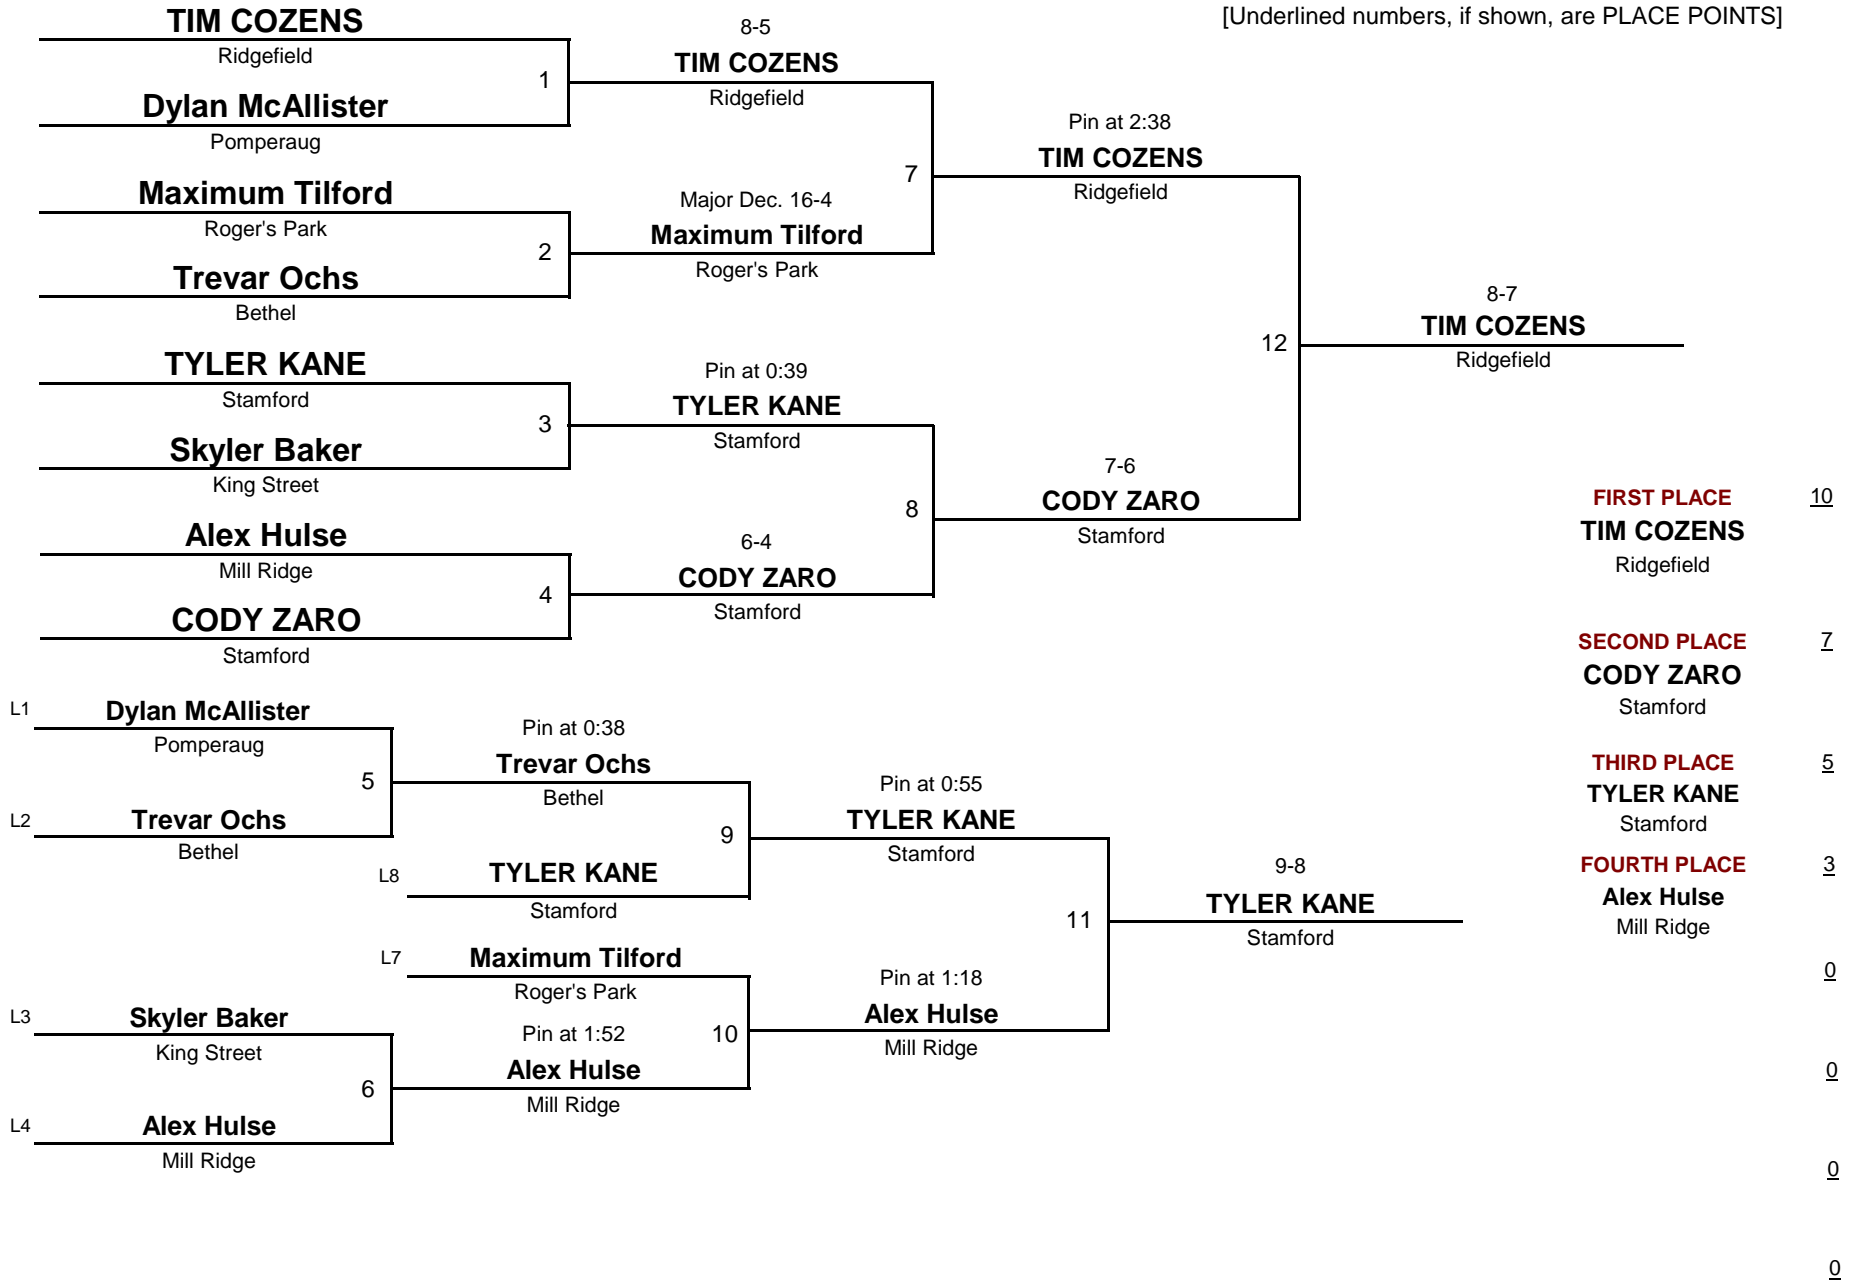 [Underlined numbers, if shown, are PLACE POINTS]
TIM COZENS
Ridgefield
1
Dylan McAllister
Pomperaug
Maximum Tilford
Roger's Park
2
Trevar Ochs
Bethel
TYLER KANE
Stamford
3
Skyler Baker
King Street
Alex Hulse
Mill Ridge
4
CODY ZARO
Stamford
8-5
TIM COZENS
Ridgefield
7
Major Dec. 16-4
Maximum Tilford
Roger's Park
Pin at 0:39
TYLER KANE
Stamford
8
6-4
CODY ZARO
Stamford
Pin at 2:38
TIM COZENS
Ridgefield
12
7-6
CODY ZARO
Stamford
8-7
TIM COZENS
Ridgefield
L1 Dylan McAllister
Pomperaug
5
L2 Trevar Ochs
Bethel
L3 Skyler Baker
King Street
6
L4 Alex Hulse
Mill Ridge
Pin at 0:38
Trevar Ochs
Bethel
9
L8 TYLER KANE
Stamford
L7 Maximum Tilford
Roger's Park
10
Pin at 1:52
Alex Hulse
Mill Ridge
Pin at 0:55
TYLER KANE
Stamford
11
Pin at 1:18
Alex Hulse
Mill Ridge
9-8
TYLER KANE
Stamford
FIRST PLACE 10
TIM COZENS
Ridgefield
SECOND PLACE 7
CODY ZARO
Stamford
THIRD PLACE 5
TYLER KANE
Stamford
FOURTH PLACE 3
Alex Hulse
Mill Ridge
0
0
0
0